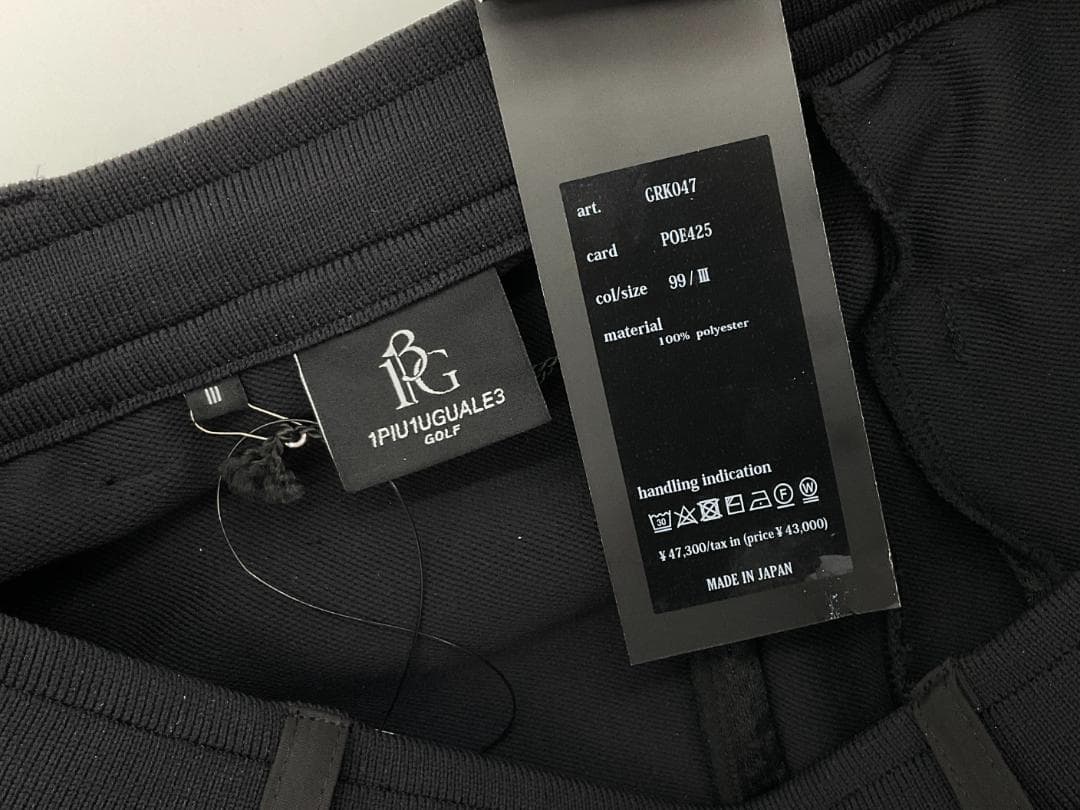 III
1PG
1PIU1UGUALE3
GOLF
art. GRK047
card POE425
col/size 99/III
material 100% polyester
handling indication
30 F W
¥47,300/tax in (price¥43,000)
MADE IN JAPAN